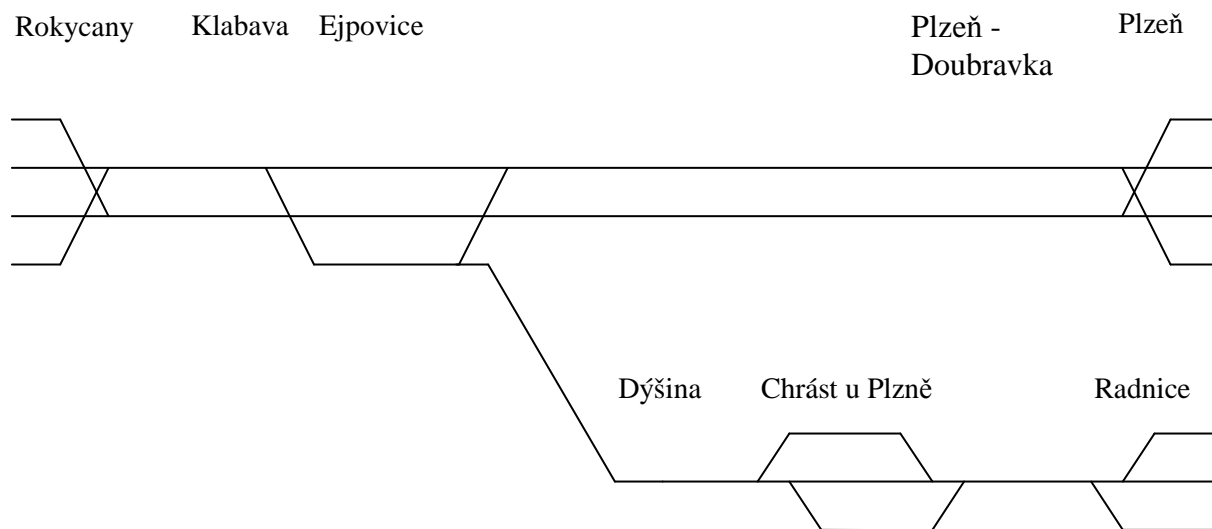 Rokycany
Klabava
Ejpovice
Plzeň -
Doubravka
Plzeň
Dýšina
Chrást u Plzně
Radnice